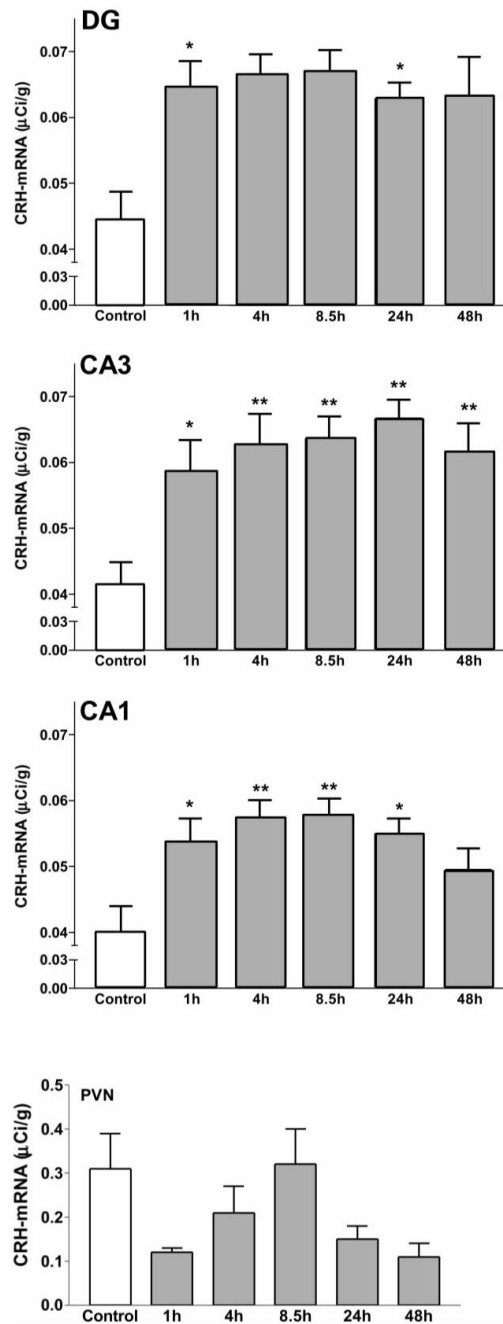 DG
CRH-mRNA (µCi/g)
0.07
0.06
0.05
0.04
0.03
0.00
* *
Control 1h 4h 8.5h 24h 48h
CA3
CRH-mRNA (µCi/g)
0.07
0.06
0.05
0.04
0.03
0.00
* ** ** ** **
Control 1h 4h 8.5h 24h 48h
CA1
CRH-mRNA (µCi/g)
0.07
0.06
0.05
0.04
0.03
0.00
* ** ** *
Control 1h 4h 8.5h 24h 48h
PVN
CRH-mRNA (µCi/g)
0.5
0.4
0.3
0.2
0.1
0.0
Control 1h 4h 8.5h 24h 48h